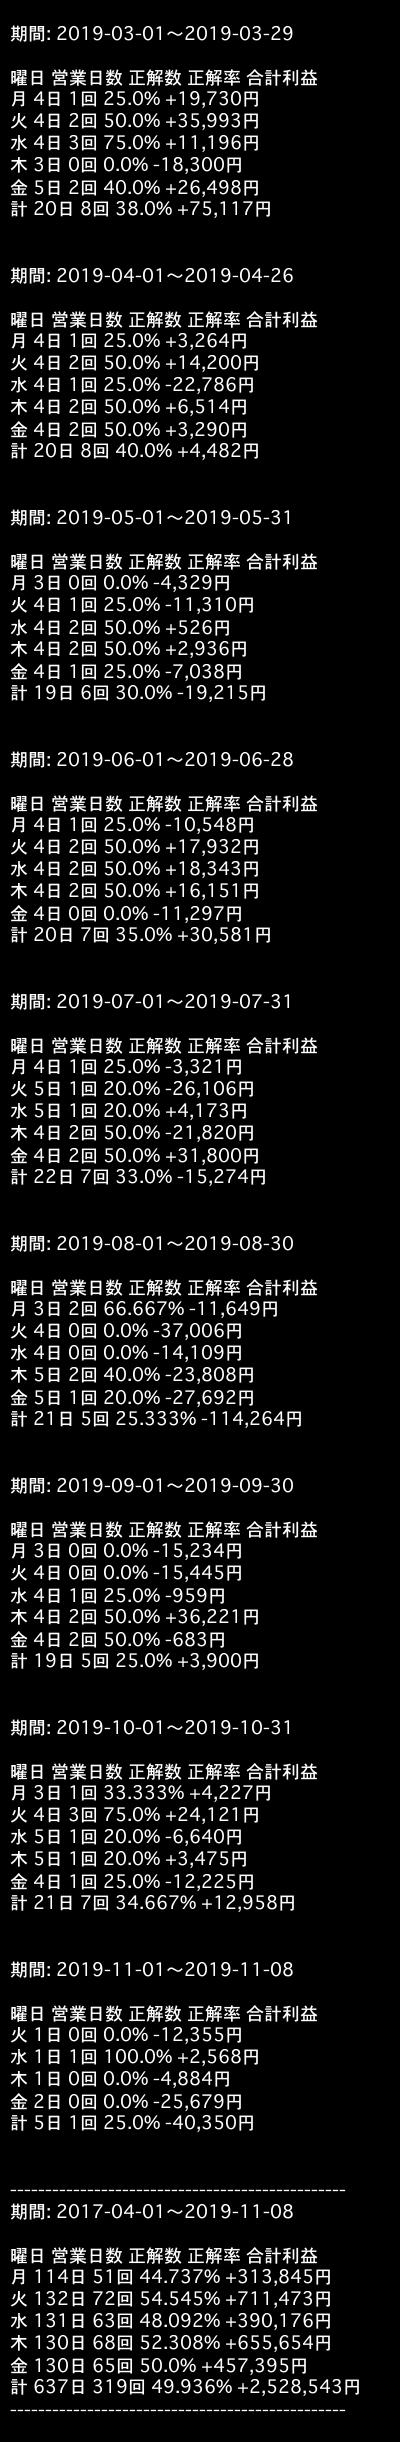 期間: 2019-03-01〜2019-03-29
曜日 営業日数 正解数 正解率 合計利益
月 4日 1回 25.0% +19,730円
火 4日 2回 50.0% +35,993円
水 4日 3回 75.0% +11,196円
木 3日 0回 0.0% -18,300円
金 5日 2回 40.0% +26,498円
計 20日 8回 38.0% +75,117円
期間: 2019-04-01〜2019-04-26
曜日 営業日数 正解数 正解率 合計利益
月 4日 1回 25.0% +3,264円
火 4日 2回 50.0% +14,200円
水 4日 1回 25.0% -22,786円
木 4日 2回 50.0% +6,514円
金 4日 2回 50.0% +3,290円
計 20日 8回 40.0% +4,482円
期間: 2019-05-01〜2019-05-31
曜日 営業日数 正解数 正解率 合計利益
月 3日 0回 0.0% -4,329円
火 4日 1回 25.0% -11,310円
水 4日 2回 50.0% +526円
木 4日 2回 50.0% +2,936円
金 4日 1回 25.0% -7,038円
計 19日 6回 30.0% -19,215円
期間: 2019-06-01〜2019-06-28
曜日 営業日数 正解数 正解率 合計利益
月 4日 1回 25.0% -10,548円
火 4日 2回 50.0% +17,932円
水 4日 2回 50.0% +18,343円
木 4日 2回 50.0% +16,151円
金 4日 0回 0.0% -11,297円
計 20日 7回 35.0% +30,581円
期間: 2019-07-01〜2019-07-31
曜日 営業日数 正解数 正解率 合計利益
月 4日 1回 25.0% -3,321円
火 5日 1回 20.0% -26,106円
水 5日 1回 20.0% +4,173円
木 4日 2回 50.0% -21,820円
金 4日 2回 50.0% +31,800円
計 22日 7回 33.0% -15,274円
期間: 2019-08-01〜2019-08-30
曜日 営業日数 正解数 正解率 合計利益
月 3日 2回 66.667% -11,649円
火 4日 0回 0.0% -37,006円
水 4日 0回 0.0% -14,109円
木 5日 2回 40.0% -23,808円
金 5日 1回 20.0% -27,692円
計 21日 5回 25.333% -114,264円
期間: 2019-09-01〜2019-09-30
曜日 営業日数 正解数 正解率 合計利益
月 3日 0回 0.0% -15,234円
火 4日 0回 0.0% -15,445円
水 4日 1回 25.0% -959円
木 4日 2回 50.0% +36,221円
金 4日 2回 50.0% -683円
計 19日 5回 25.0% +3,900円
期間: 2019-10-01〜2019-10-31
曜日 営業日数 正解数 正解率 合計利益
月 3日 1回 33.333% +4,227円
火 4日 3回 75.0% +24,121円
水 5日 1回 20.0% -6,640円
木 5日 1回 20.0% +3,475円
金 4日 1回 25.0% -12,225円
計 21日 7回 34.667% +12,958円
期間: 2019-11-01〜2019-11-08
曜日 営業日数 正解数 正解率 合計利益
火 1日 0回 0.0% -12,355円
水 1日 1回 100.0% +2,568円
木 1日 0回 0.0% -4,884円
金 2日 0回 0.0% -25,679円
計 5日 1回 25.0% -40,350円
------------------------------------------------
期間: 2017-04-01〜2019-11-08
曜日 営業日数 正解数 正解率 合計利益
月 114日 51回 44.737% +313,845円
火 132日 72回 54.545% +711,473円
水 131日 63回 48.092% +390,176円
木 130日 68回 52.308% +655,654円
金 130日 65回 50.0% +457,395円
計 637日 319回 49.936% +2,528,543円
------------------------------------------------